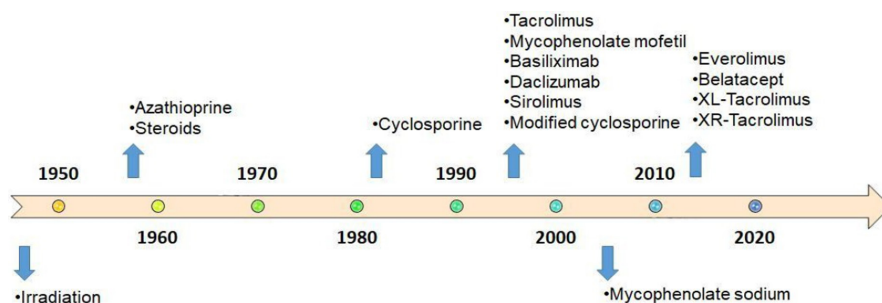 •Tacrolimus
•Mycophenolate mofetil
•Basiliximab
•Daclizumab
•Sirolimus
•Modified cyclosporine
•Everolimus
•Belatacept
•XL-Tacrolimus
•XR-Tacrolimus
•Azathioprine
•Steroids
•Cyclosporine
1950
1970
1990
2010
1960
1980
2000
2020
•Irradiation
•Mycophenolate sodium